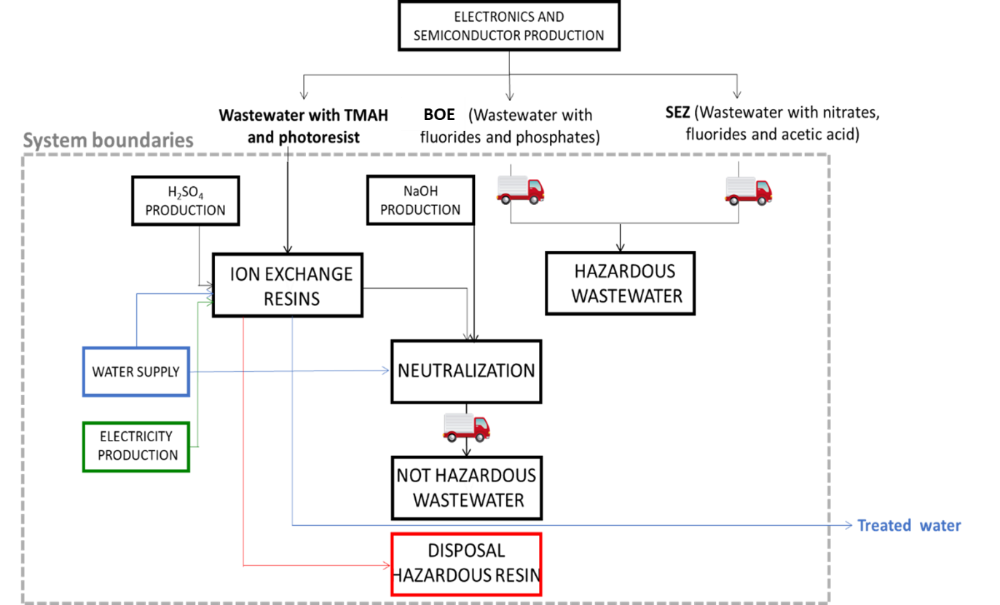 ELECTRONICS AND
SEMICONDUCTOR PRODUCTION
Wastewater with TMAH
and photoresist
BOE (Wastewater with
fluorides and phosphates)
SEZ (Wastewater with nitrates,
fluorides and acetic acid)
System boundaries
H₂SO₄
PRODUCTION
NaOH
PRODUCTION
ION EXCHANGE
RESINS
HAZARDOUS
WASTEWATER
WATER SUPPLY
NEUTRALIZATION
ELECTRICITY
PRODUCTION
NOT HAZARDOUS
WASTEWATER
Treated water
DISPOSAL
HAZARDOUS RESIN